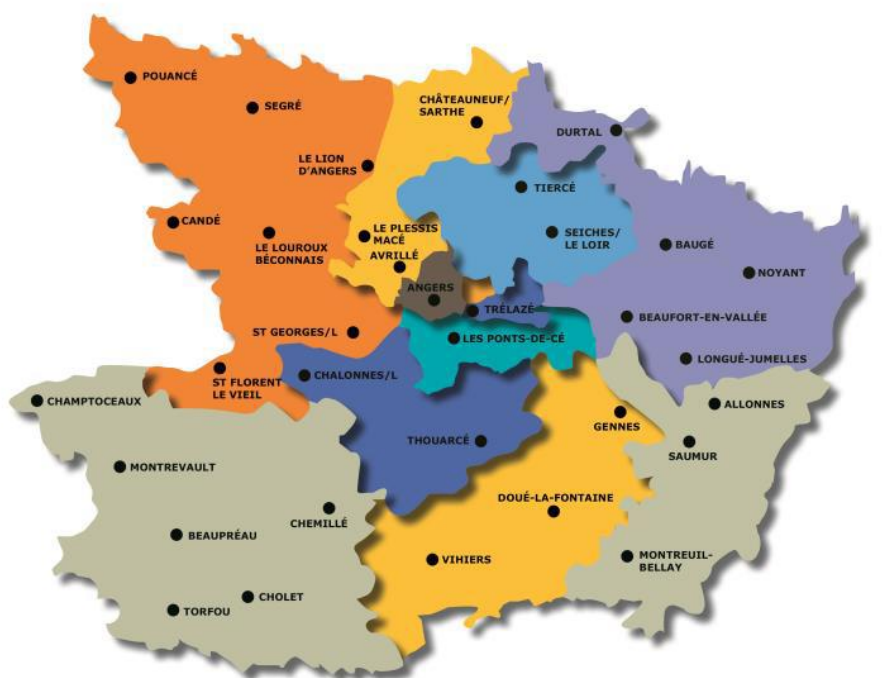 POUANCÉ
SEGRÉ
CHÂTEAUNEUF/
SARTHE
DURTAL
LE LION
D'ANGERS
TIERCÉ
CANDÉ
LE LOUROUX
BÉCONNAIS
LE PLESSIS
MACÉ
AVRILLÉ
SEICHES/
LE LOIR
BAUGÉ
NOYANT
ANGERS
TRÉLAZÉ
BEAUFORT-EN-VALLÉE
ST GEORGES/L
LES PONTS-DE-CÉ
LONGUÉ-JUMELLES
ST FLORENT
LE VIEIL
CHALONNES/L
CHAMPTOCEAUX
ALLONNES
GENNES
THOUARCÉ
SAUMUR
MONTREVAULT
DOUÉ-LA-FONTAINE
CHEMILLÉ
BEAUPRÉAU
VIHIERS
MONTREUIL-
BELLAY
CHOLET
TORFOU